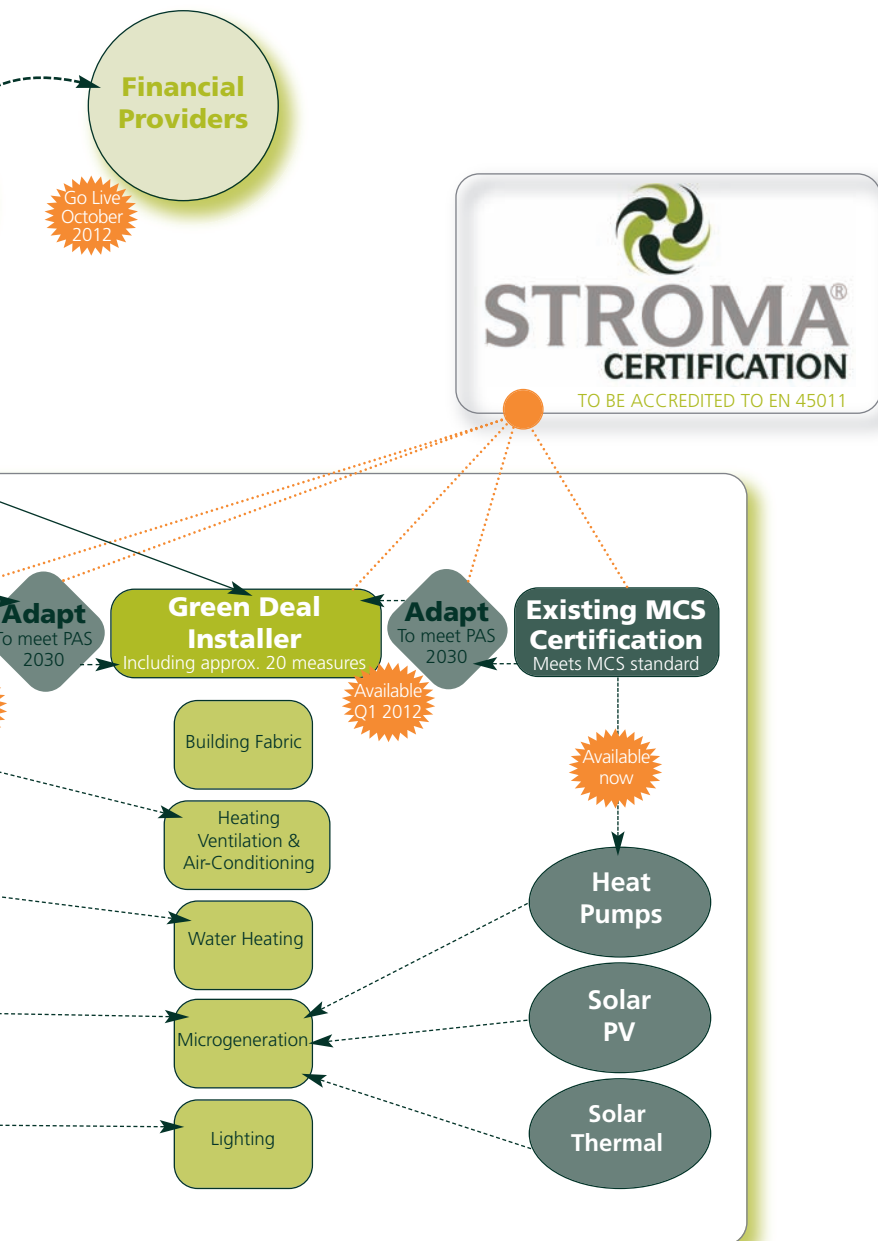 Financial
Providers
Go Live
October
2012
STROMA®
CERTIFICATION
TO BE ACCREDITED TO EN 45011
Adapt
To meet PAS
2030
Green Deal
Installer
Including approx. 20 measures
Available
Q1 2012
Adapt
To meet PAS
2030
Existing MCS
Certification
Meets MCS standard
Available
now
Building Fabric
Heating
Ventilation &
Air-Conditioning
Water Heating
Microgeneration
Lighting
Heat
Pumps
Solar
PV
Solar
Thermal